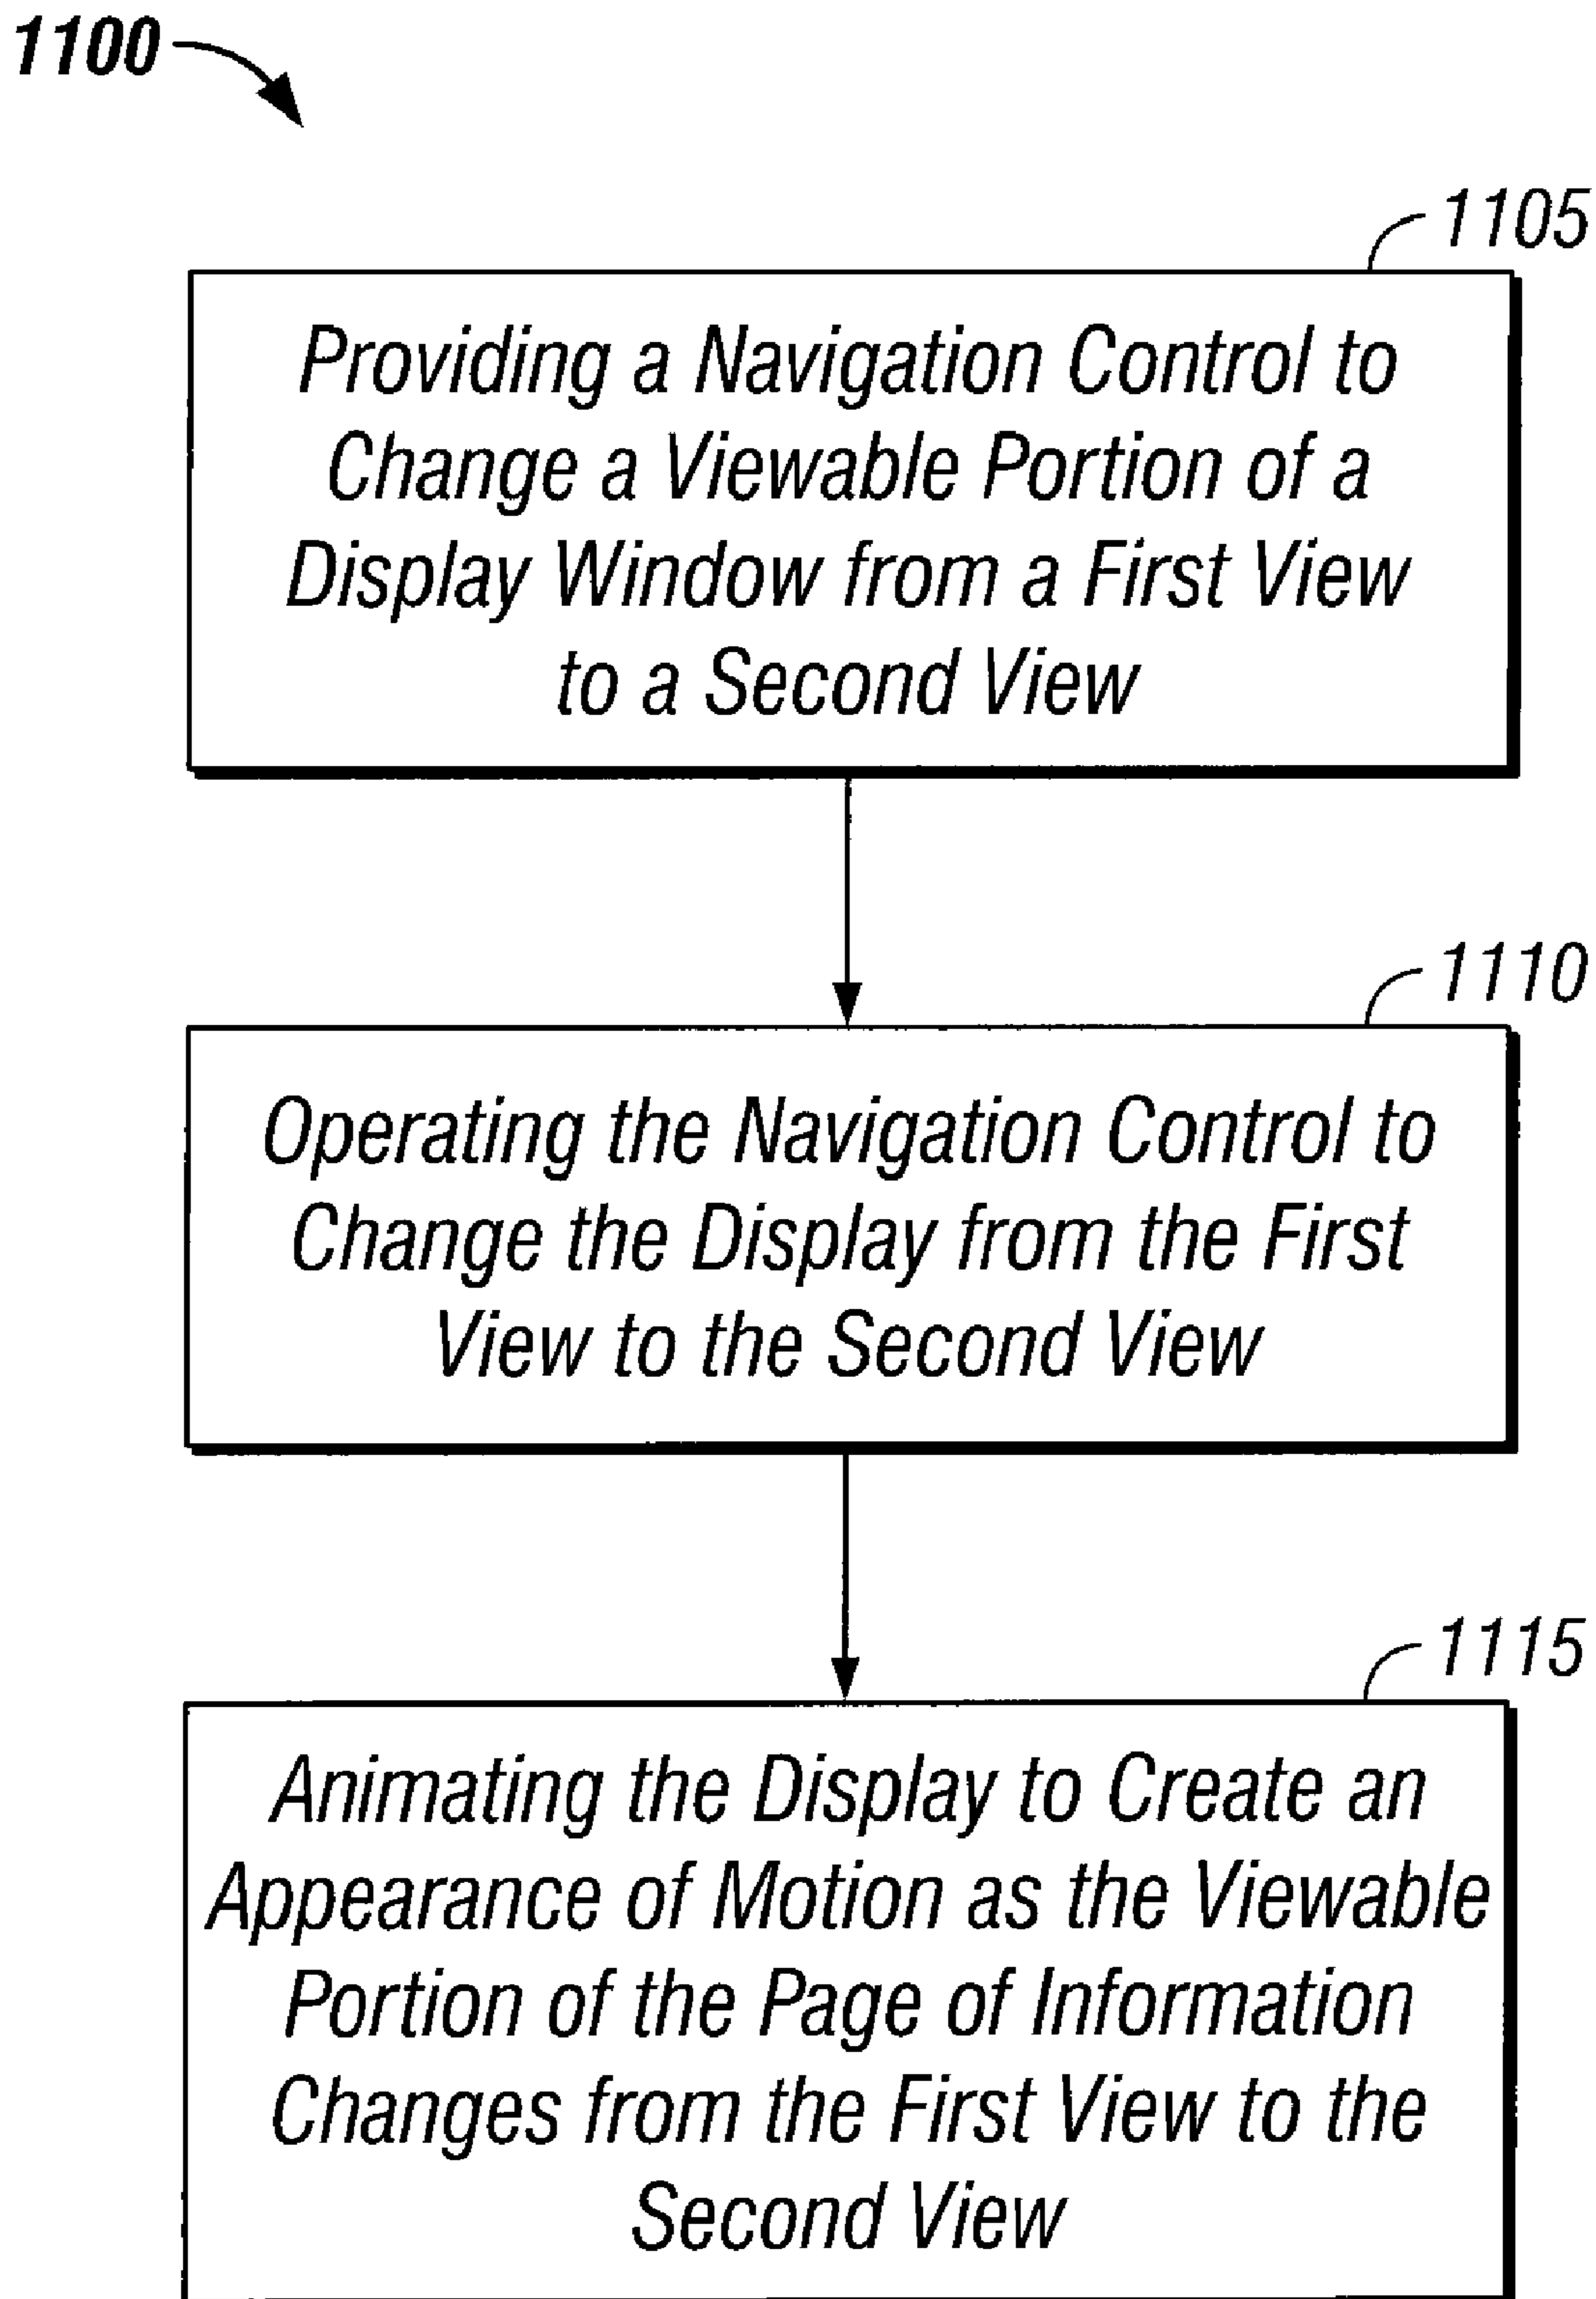 1100
1105
Providing a Navigation Control to
Change a Viewable Portion of a
Display Window from a First View
to a Second View
1110
Operating the Navigation Control to
Change the Display from the First
View to the Second View
1115
Animating the Display to Create an
Appearance of Motion as the Viewable
Portion of the Page of Information
Changes from the First View to the
Second View